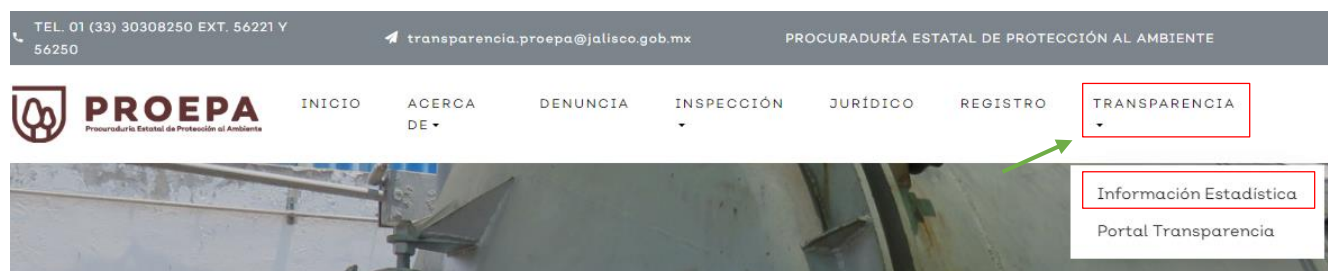 TEL. 01 (33) 30308250 EXT. 56221 Y
56250
transparencia.proepa@jalisco.gob.mx
PROCURADURÍA ESTATAL DE PROTECCIÓN AL AMBIENTE
PROEPA
Procuraduría Estatal de Protección al Ambiente
INICIO
ACERCA
DE
DENUNCIA
INSPECCIÓN
JURÍDICO
REGISTRO
TRANSPARENCIA
Información Estadística
Portal Transparencia